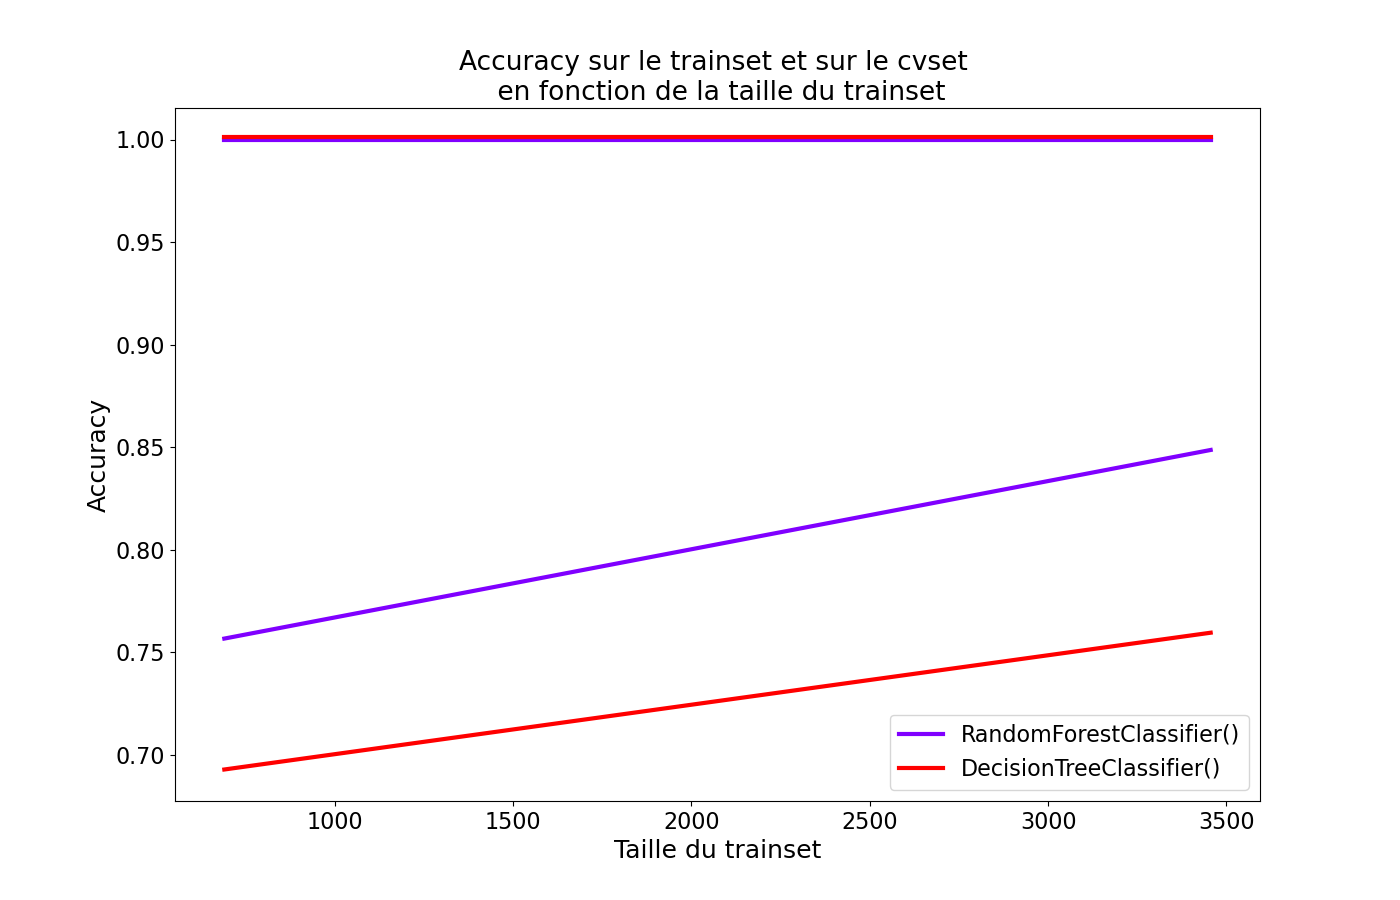 Accuracy sur le trainset et sur le cvset
en fonction de la taille du trainset
1.00
0.95
0.90
0.85
0.80
0.75
0.70
Accuracy
1000
1500
2000
2500
3000
3500
Taille du trainset
RandomForestClassifier()
DecisionTreeClassifier()